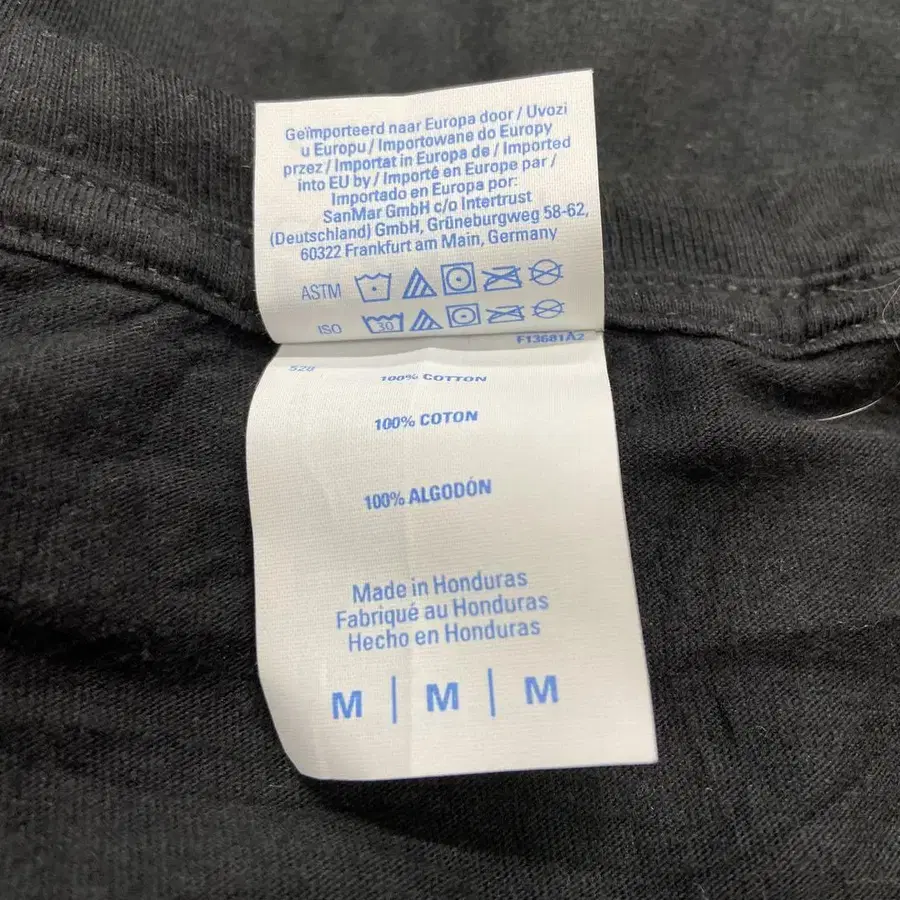 Geïmporteerd naar Europa door / Uvozi
u Europu / Importowane do Europy
przez / Importat in Europa de / Imported
into EU by / Importé en Europe par /
Importado en Europa por:
SanMar GmbH c/o Intertrust
(Deutschland) GmbH, Grüneburgweg 58-62,
60322 Frankfurt am Main, Germany
ASTM
ISO 30
F13681A2
528
100% COTTON
100% COTON
100% ALGODÓN
Made in Honduras
Fabriqué au Honduras
Hecho en Honduras
M | M | M